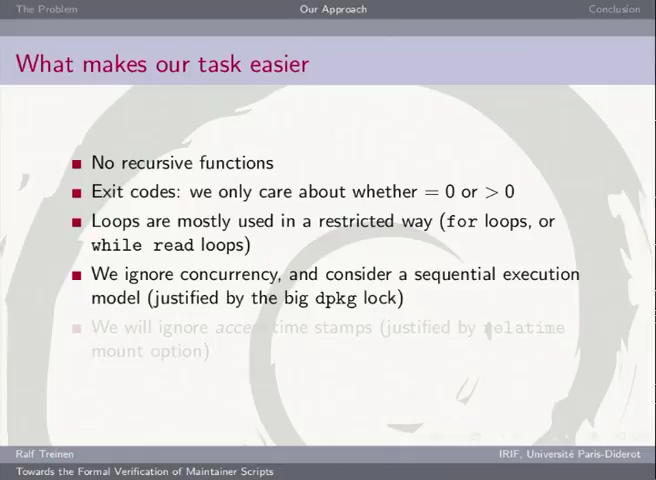 The Problem Our Approach Conclusion
What makes our task easier
No recursive functions
Exit codes: we only care about whether = 0 or > 0
Loops are mostly used in a restricted way (for loops, or
while read loops)
We ignore concurrency, and consider a sequential execution
model (justified by the big dpkg lock)
We will ignore access time stamps (justified by relatime
mount option)
Ralf Treinen IRIF, Université Paris-Diderot
Towards the Formal Verification of Maintainer Scripts